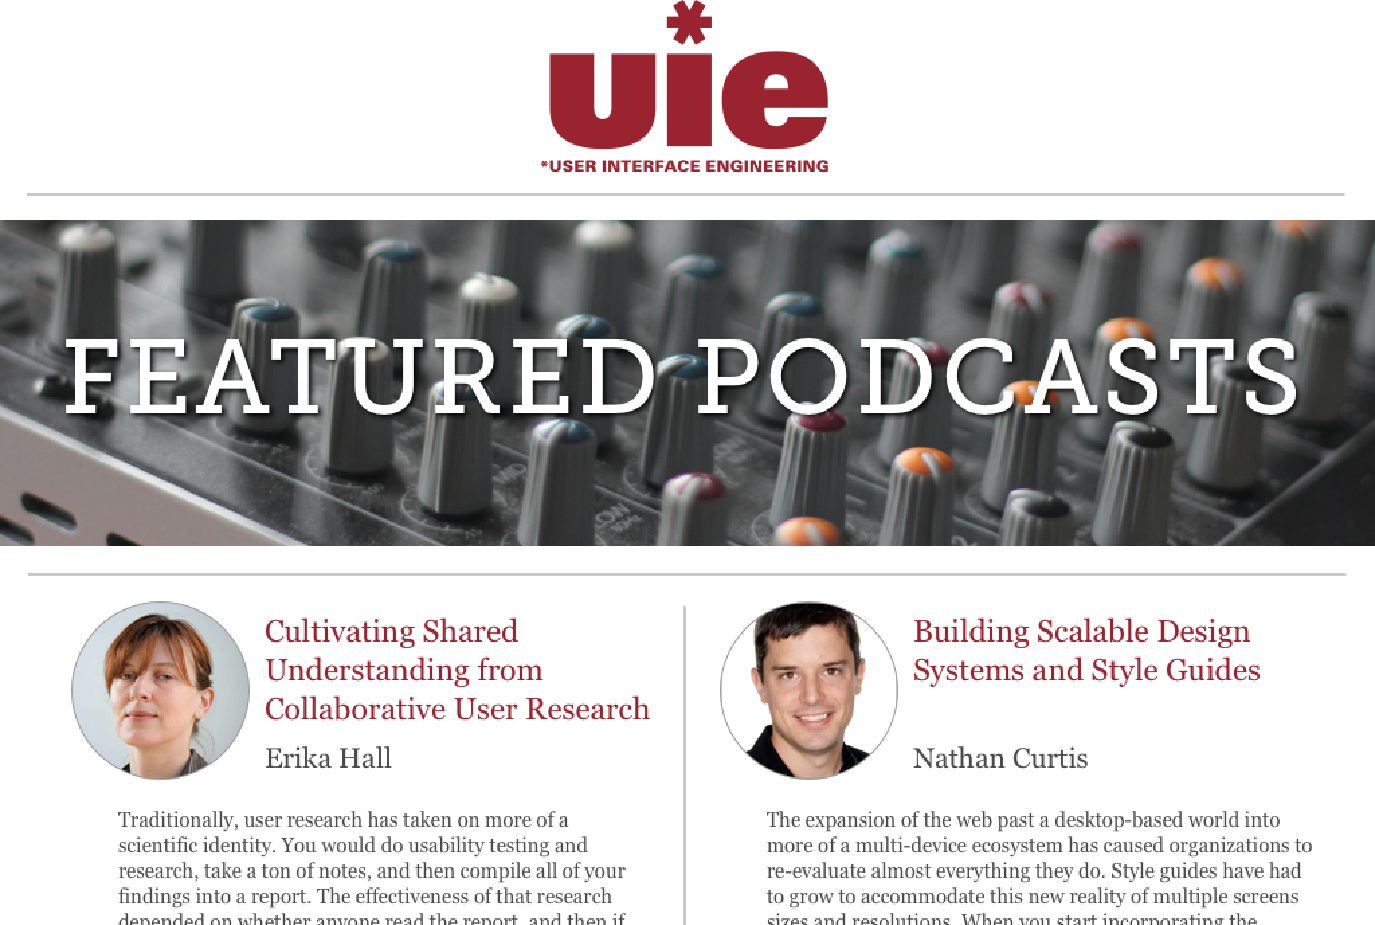 uie
*USER INTERFACE ENGINEERING
FEATURED PODCASTS
Cultivating Shared
Understanding from
Collaborative User Research
Erika Hall
Traditionally, user research has taken on more of a
scientific identity. You would do usability testing and
research, take a ton of notes, and then compile all of your
findings into a report. The effectiveness of that research
depended on whether anyone read the report, and then if
Building Scalable Design
Systems and Style Guides
Nathan Curtis
The expansion of the web past a desktop-based world into
more of a multi-device ecosystem has caused organizations to
re-evaluate almost everything they do. Style guides have had
to grow to accommodate this new reality of multiple screens
sizes and resolutions. When you start incorporating the